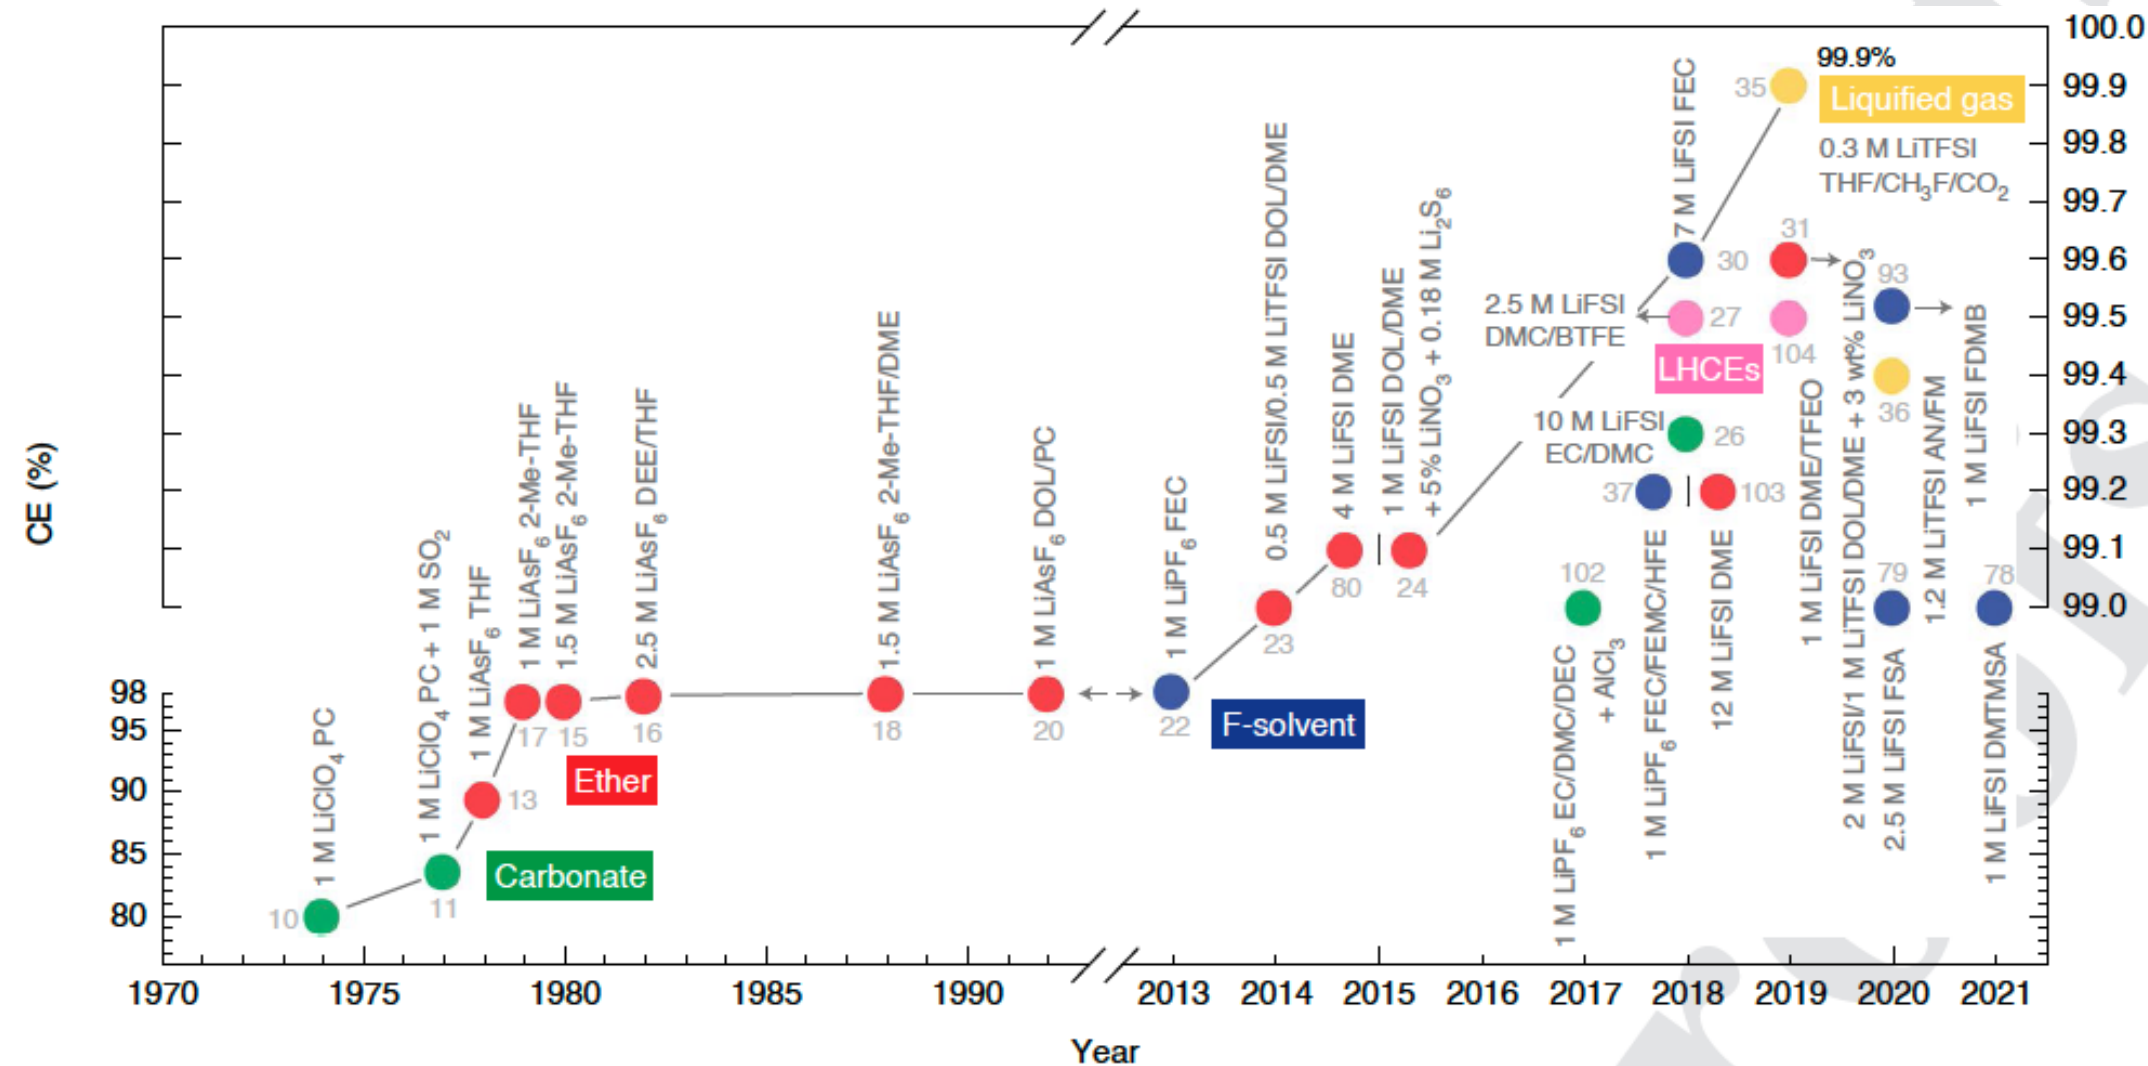 100.0
99.9
99.8
99.7
99.6
99.5
99.4
99.3
99.2
99.1
99.0
CE (%)
98
95
90
85
80
1970
1975
1980
1985
1990
2013
2014
2015
2016
2017
2018
2019
2020
2021
Year
10
1 M LiClO₄ PC
11
1 M LiClO₄ PC + 1 M SO₂
Carbonate
13
1 M LiAsF₆ THF
17
1 M LiAsF₆ 2-Me-THF
15
1.5 M LiAsF₆ 2-Me-THF
Ether
16
2.5 M LiAsF₆ DEE/THF
18
1.5 M LiAsF₆ 2-Me-THF/DME
20
1 M LiAsF₆ DOL/PC
22
1 M LiPF₆ FEC
F-solvent
23
0.5 M LiFSI/0.5 M LiTFSI DOL/DME
80
4 M LiFSI DME
24
1 M LiFSI DOL/DME
+ 5% LiNO₃ + 0.18 M Li₂S₆
102
1 M LiPF₆ EC/DMC/DEC
+ AlCl₃
37
1 M LiPF₆ FEC/FEMC/HFE
103
12 M LiFSI DME
26
10 M LiFSI
EC/DMC
27
2.5 M LiFSI
DMC/BTFE
LHCEs
30
7 M LiFSI FEC
35
99.9%
Liquified gas
0.3 M LiTFSI
THF/CH₃F/CO₂
31
2 M LiFSI/1 M LiTFSI DOL/DME + 3 wt% LiNO₃
104
1 M LiFSI DME/TFEO
93
1 M LiFSI FDMB
36
1.2 M LiTFSI AN/FM
79
2.5 M LiFSI FSA
78
1 M LiFSI DMTMSA